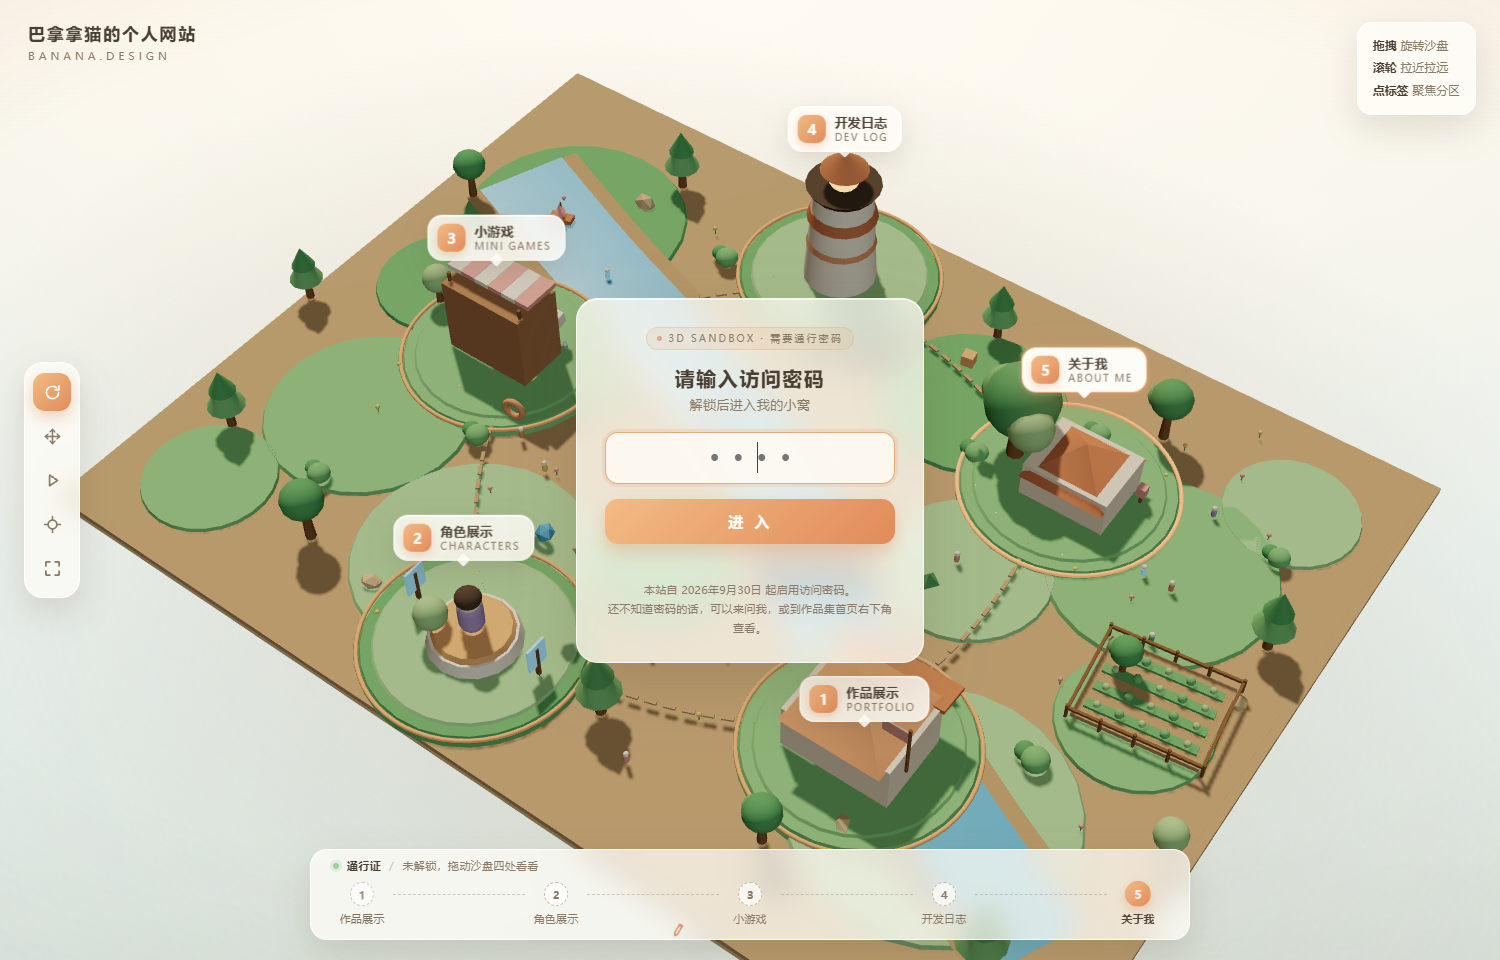 巴拿拿猫的个人网站
BANANA.DESIGN
拖拽 旋转沙盘
滚轮 拉近拉远
点标签 聚焦分区
4 开发日志
DEV LOG
3 小游戏
MINI GAMES
5 关于我
ABOUT ME
3D SANDBOX · 需要通行密码
请输入访问密码
解锁后进入我的小窝
进 入
2 角色展示
CHARACTERS
本站自 2026年9月30日 起启用访问密码。
还不知道密码的话，可以来问我，或到作品集首页右下角
查看。
1 作品展示
PORTFOLIO
通行证 / 未解锁，拖动沙盘四处看看
1 2 3 4 5
作品展示 角色展示 小游戏 开发日志 关于我